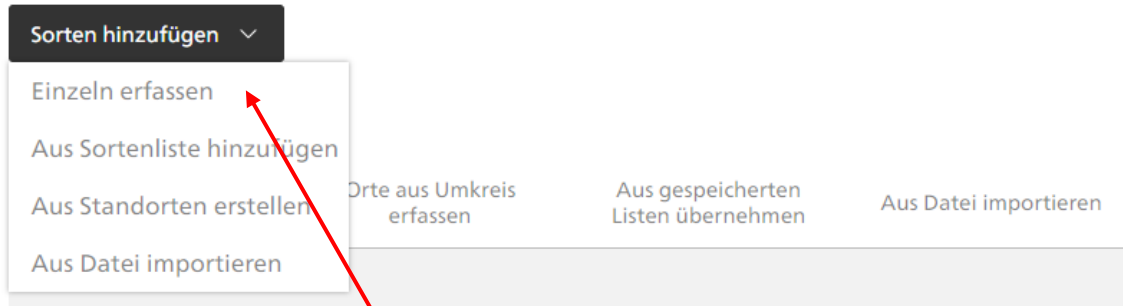 Sorten hinzufügen
Einzeln erfassen
Aus Sortenliste hinzufügen
Aus Standorten erstellen
Aus Datei importieren
Orte aus Umkreis
erfassen
Aus gespeicherten
Listen übernehmen
Aus Datei importieren